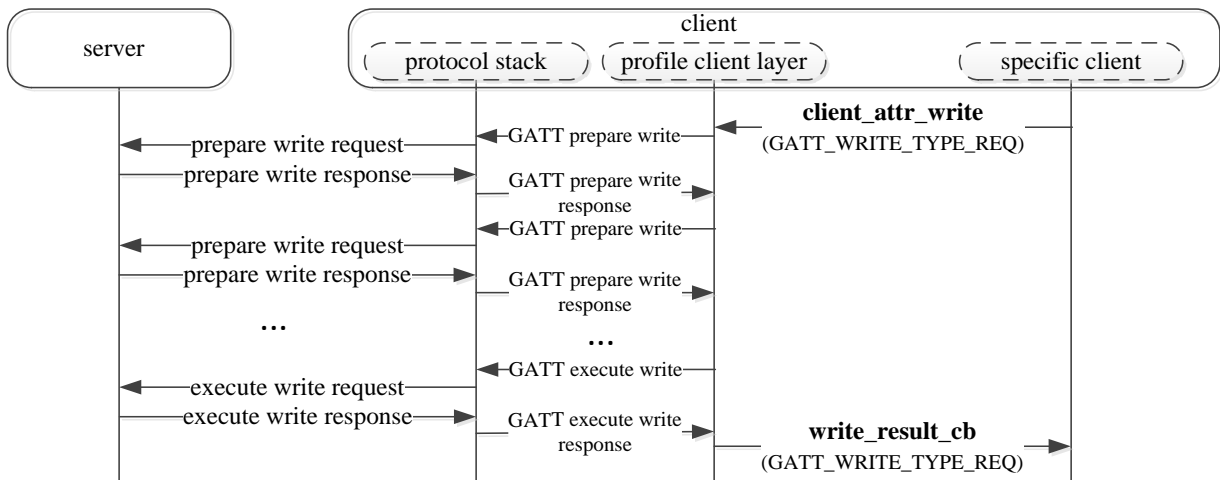 client
server
protocol stack
profile client layer
specific client
client_attr_write
(GATT_WRITE_TYPE_REQ)
GATT prepare write
prepare write request
prepare write response
GATT prepare write
response
GATT prepare write
prepare write request
prepare write response
GATT prepare write
response
...
...
GATT execute write
execute write request
execute write response
GATT execute write
response
write_result_cb
(GATT_WRITE_TYPE_REQ)